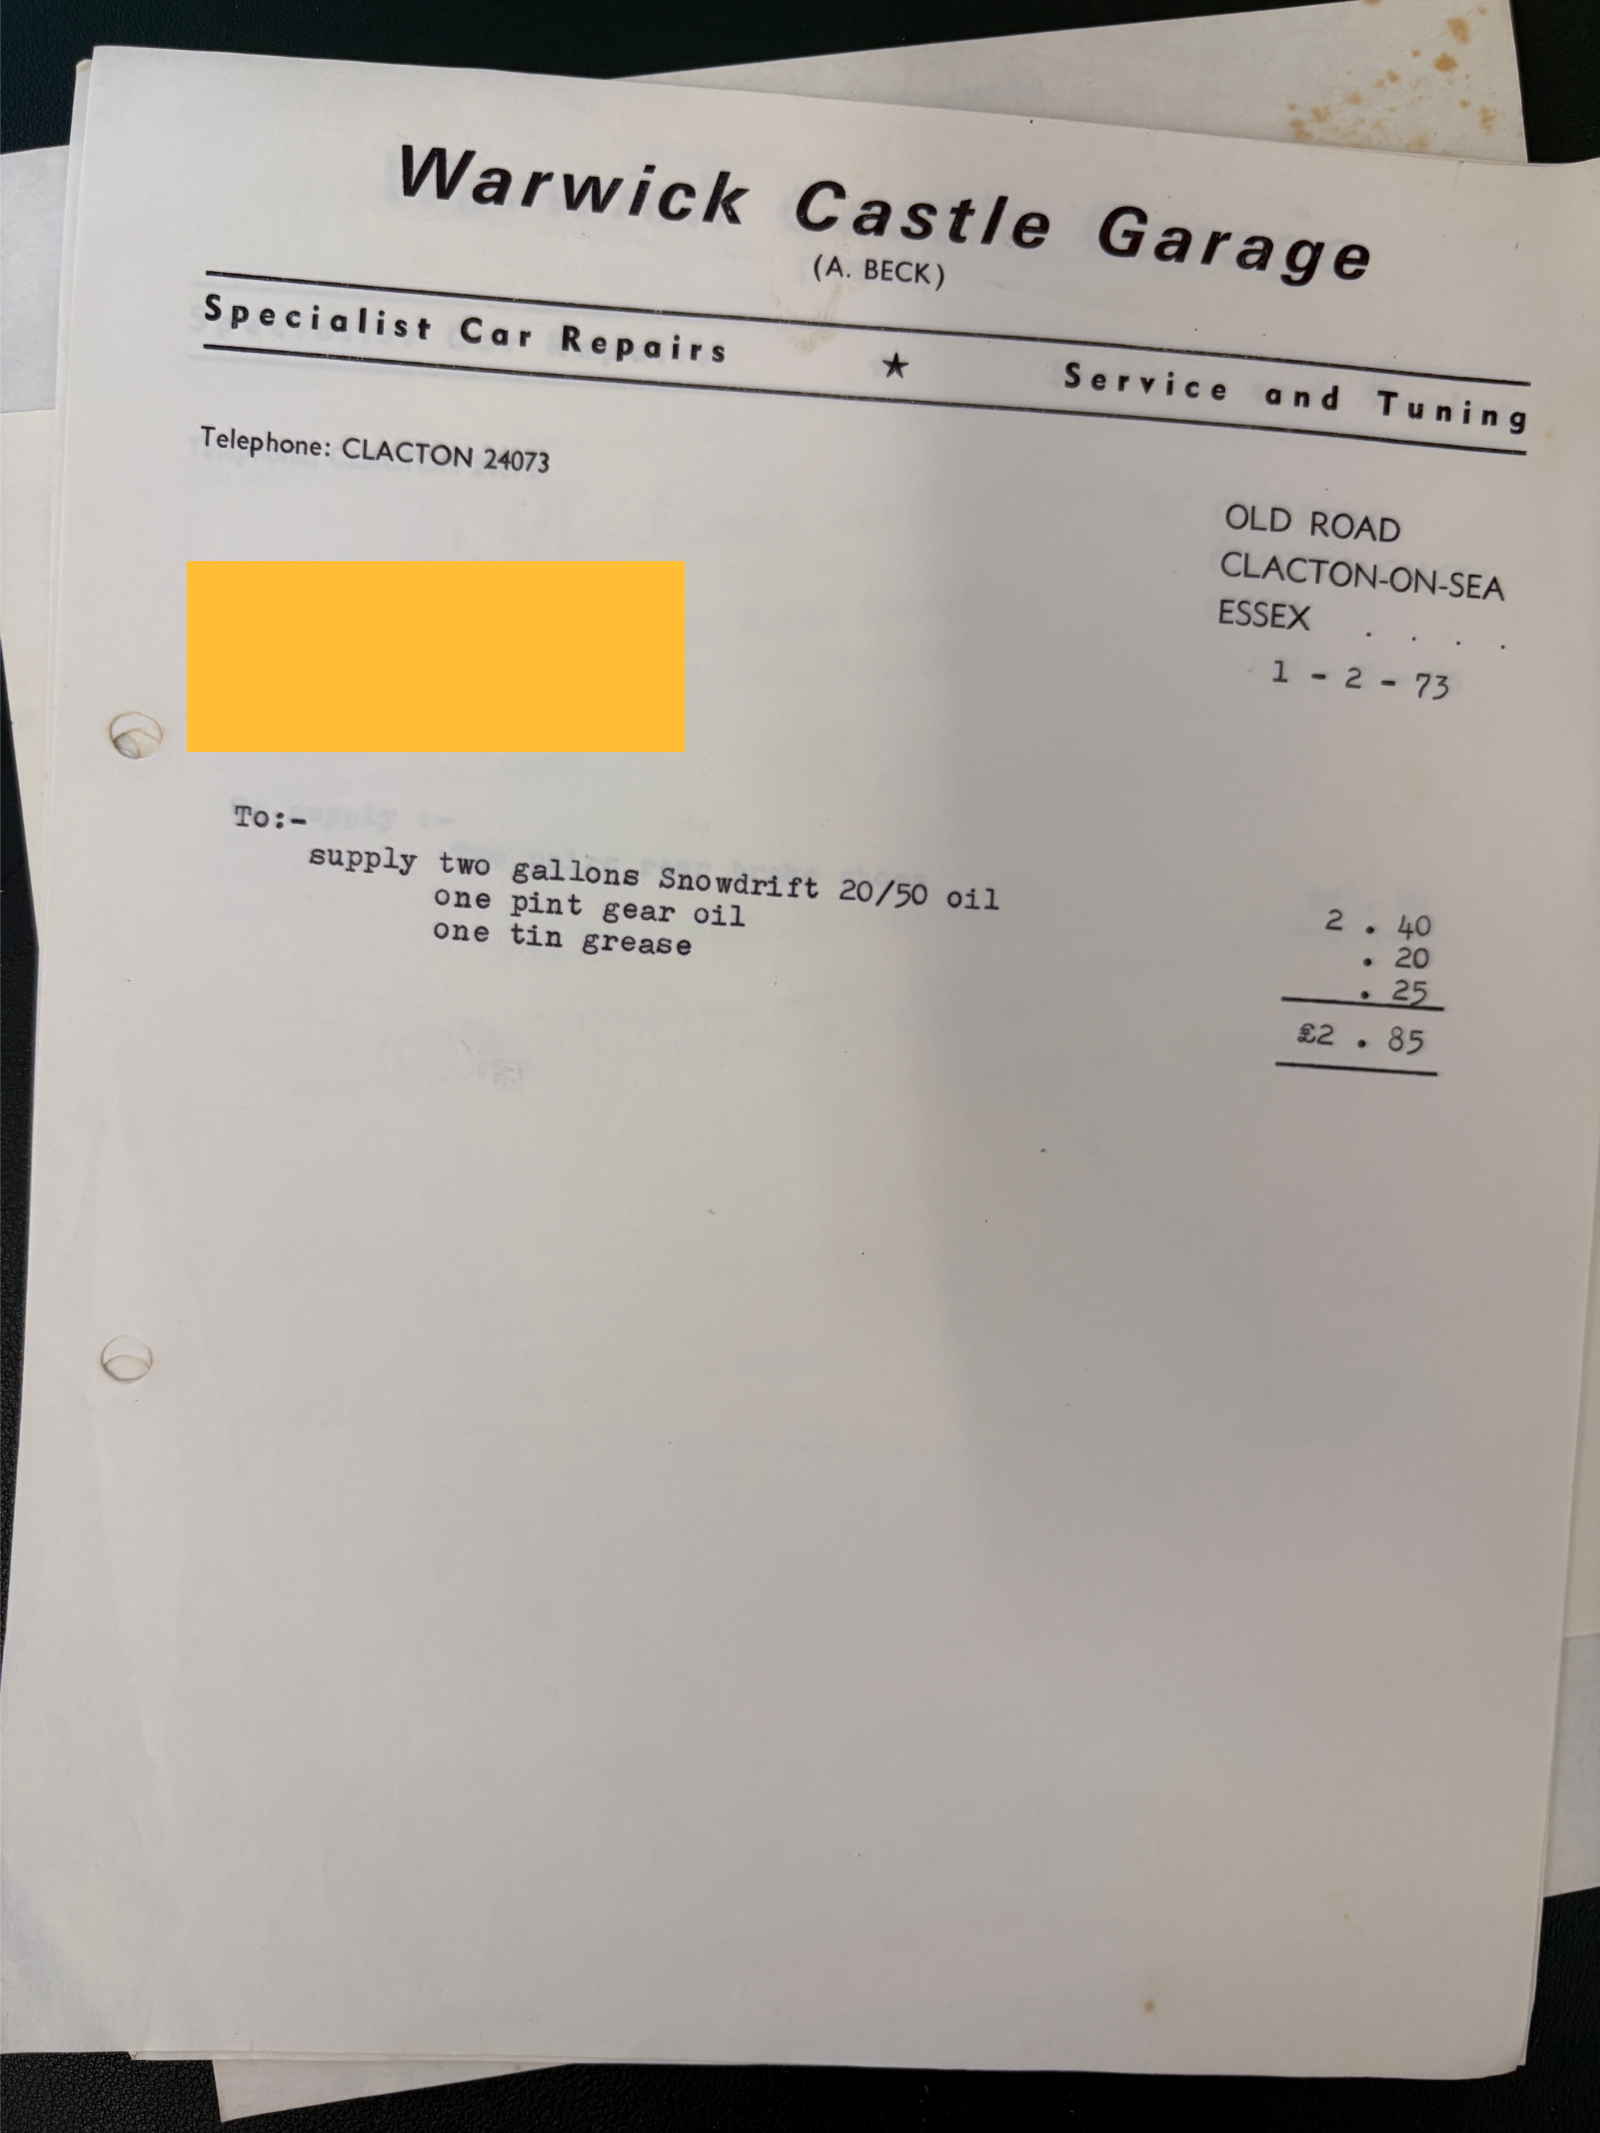 Warwick Castle Garage
(A. BECK)
Specialist Car Repairs ★ Service and Tuning
Telephone: CLACTON 24073
OLD ROAD
CLACTON-ON-SEA
ESSEX . . . .
1 - 2 - 73
To:-
supply two gallons Snowdrift 20/50 oil 2 . 40
one pint gear oil . 20
one tin grease . 25
£2 . 85